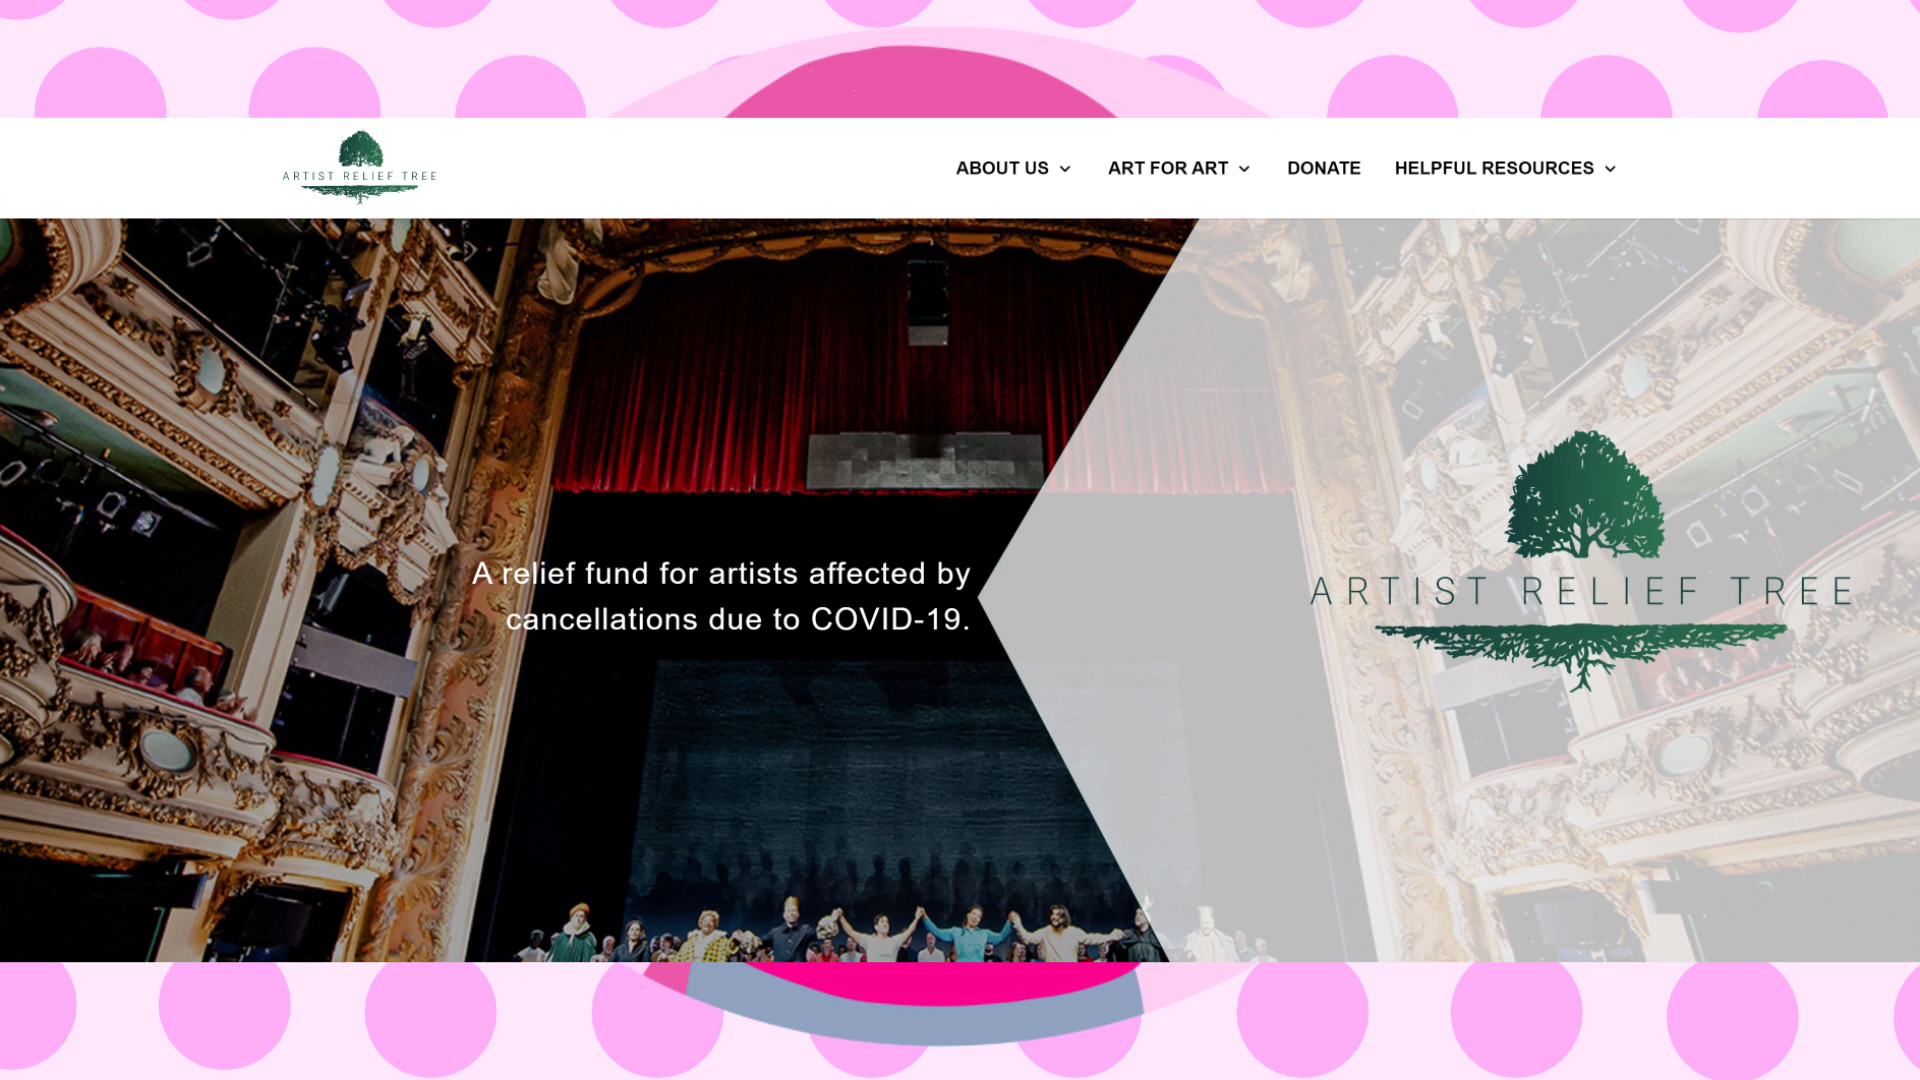 ARTIST RELIEF TREE
ABOUT US
ART FOR ART
DONATE
HELPFUL RESOURCES
A relief fund for artists affected by
cancellations due to COVID-19.
ARTIST RELIEF TREE